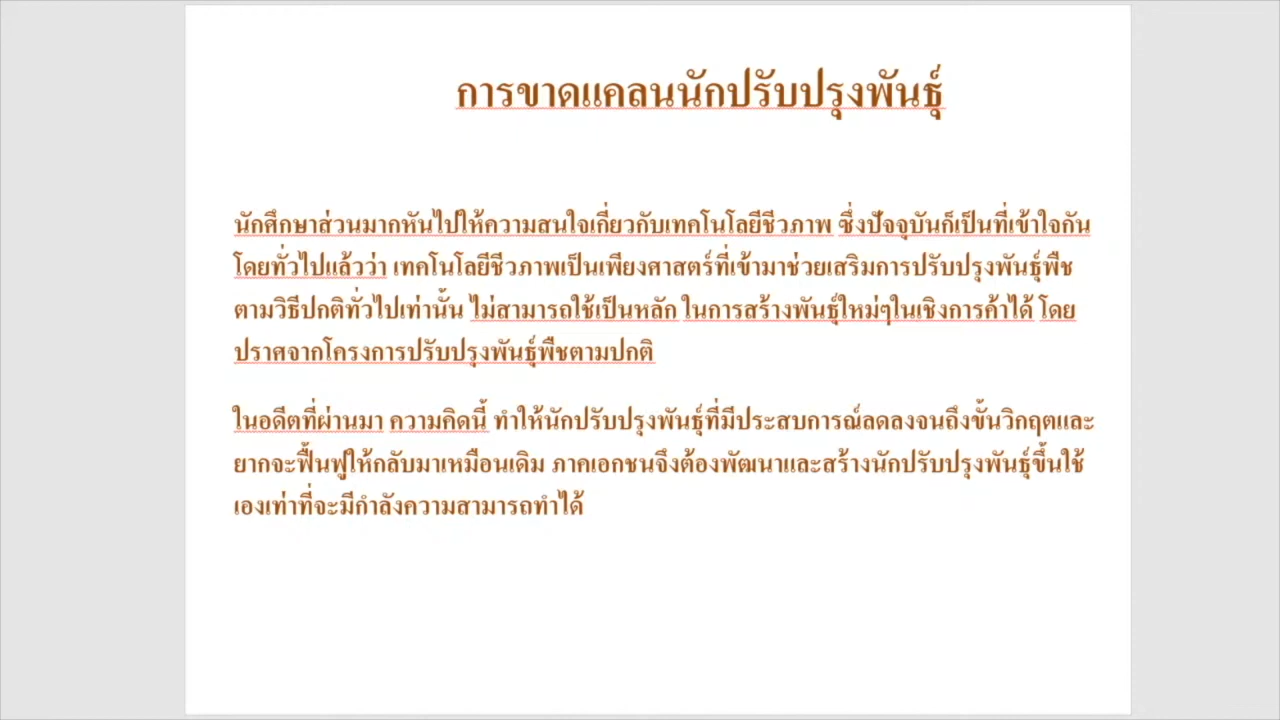 การขาดแคลนนักปรับปรุงพันธุ์
นักศึกษาส่วนมากหันไปให้ความสนใจเกี่ยวกับเทคโนโลยีชีวภาพ ซึ่งปัจจุบันก็เป็นที่เข้าใจกัน
โดยทั่วไปแล้วว่า เทคโนโลยีชีวภาพเป็นเพียงศาสตร์ที่เข้ามาช่วยเสริมการปรับปรุงพันธุ์พืช
ตามวิธีปกติทั่วไปเท่านั้น ไม่สามารถใช้เป็นหลัก ในการสร้างพันธุ์ใหม่ๆในเชิงการค้าได้ โดย
ปราศจากโครงการปรับปรุงพันธุ์พืชตามปกติ
ในอดีตที่ผ่านมา ความคิดนี้ ทำให้นักปรับปรุงพันธุ์ที่มีประสบการณ์ลดลงจนถึงขั้นวิกฤตและ
ยากจะฟื้นฟูให้กลับมาเหมือนเดิม ภาคเอกชนจึงต้องพัฒนาและสร้างนักปรับปรุงพันธุ์ขึ้นใช้
เองเท่าที่จะมีกำลังความสามารถทำได้